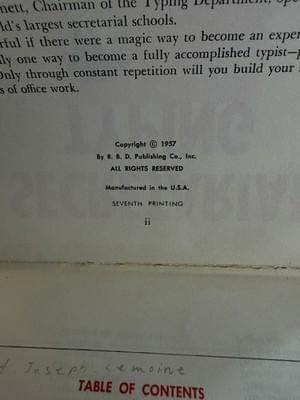 nett, Chairman of the Typing Department, spe
ld's largest secretarial schools.
rful if there were a magic way to become an exper
ly one way to become a fully accomplished typist—p
Only through constant repetition will you build your
s of office work.
Copyright © 1957
By R. B. D. Publishing Co., Inc.
ALL RIGHTS RESERVED
Manufactured in the U.S.A.
SEVENTH PRINTING
ii
d Joseph Lemoine
TABLE OF CONTENTS